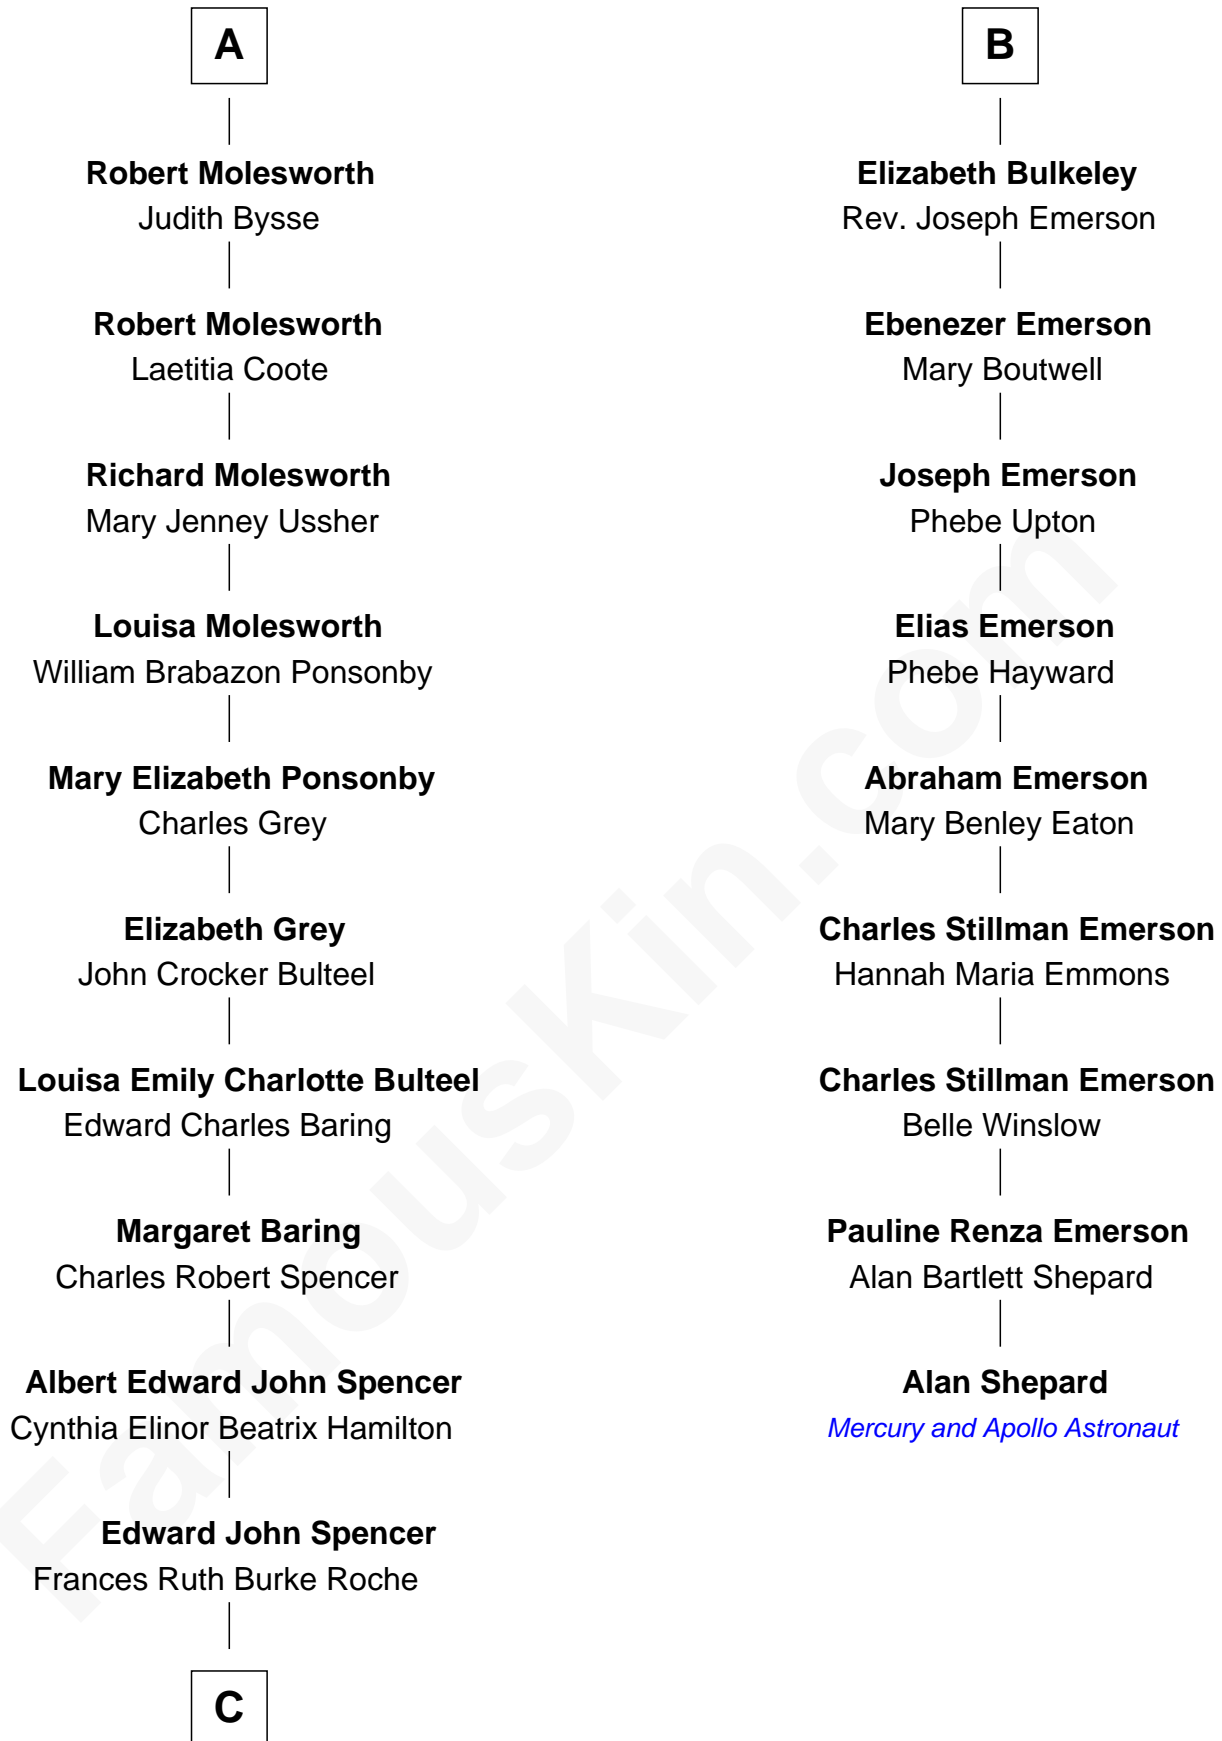 A
Robert Molesworth
Judith Bysse
Robert Molesworth
Laetitia Coote
Richard Molesworth
Mary Jenney Ussher
Louisa Molesworth
William Brabazon Ponsonby
Mary Elizabeth Ponsonby
Charles Grey
Elizabeth Grey
John Crocker Bulteel
Louisa Emily Charlotte Bulteel
Edward Charles Baring
Margaret Baring
Charles Robert Spencer
Albert Edward John Spencer
Cynthia Elinor Beatrix Hamilton
Edward John Spencer
Frances Ruth Burke Roche
C
B
Elizabeth Bulkeley
Rev. Joseph Emerson
Ebenezer Emerson
Mary Boutwell
Joseph Emerson
Phebe Upton
Elias Emerson
Phebe Hayward
Abraham Emerson
Mary Benley Eaton
Charles Stillman Emerson
Hannah Maria Emmons
Charles Stillman Emerson
Belle Winslow
Pauline Renza Emerson
Alan Bartlett Shepard
Alan Shepard
Mercury and Apollo Astronaut
FamousKin.com